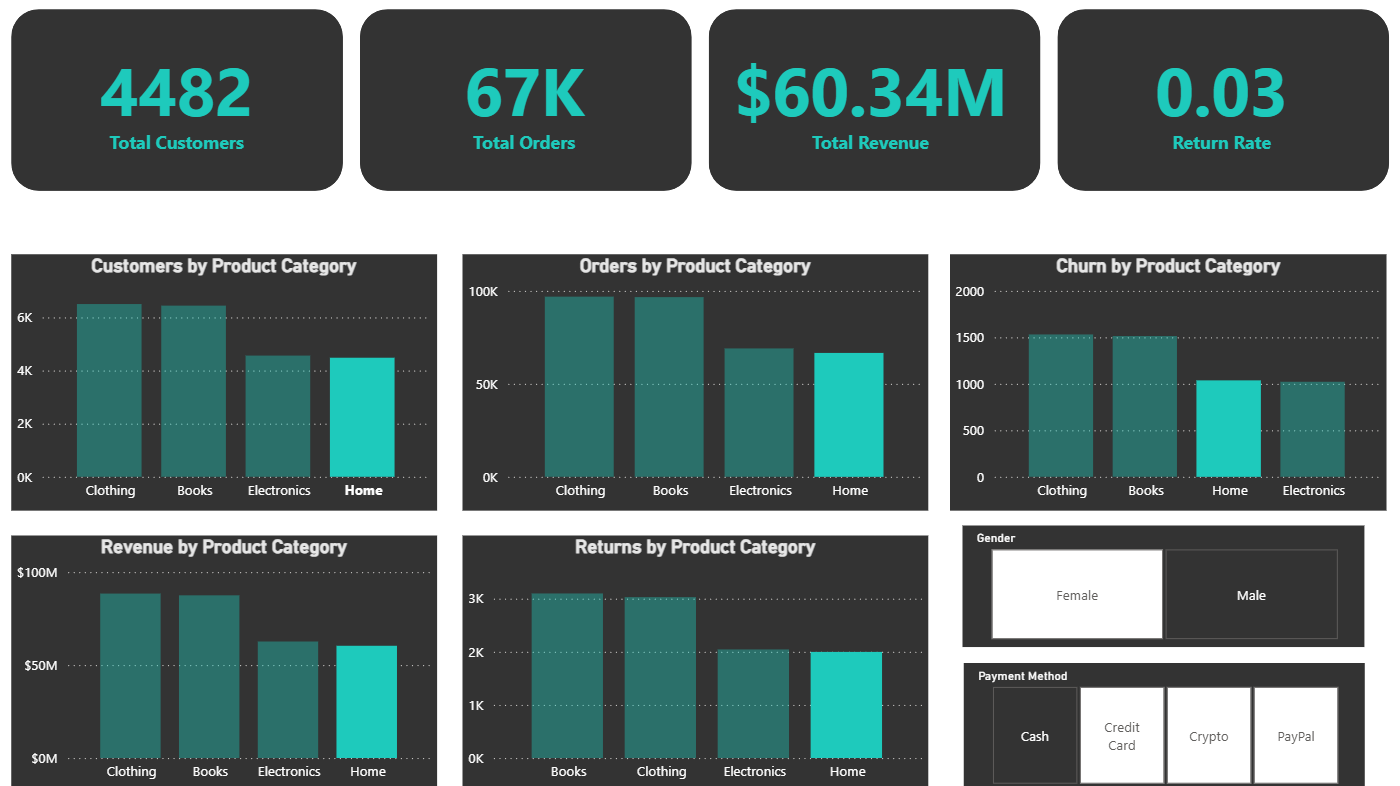 4482
Total Customers
67K
Total Orders
$60.34M
Total Revenue
0.03
Return Rate
Customers by Product Category
6K
4K
2K
0K
Clothing Books Electronics Home
Orders by Product Category
100K
50K
0K
Clothing Books Electronics Home
Churn by Product Category
2000
1500
1000
500
0
Clothing Books Home Electronics
Revenue by Product Category
$100M
$50M
$0M
Clothing Books Electronics Home
Returns by Product Category
3K
2K
1K
0K
Books Clothing Electronics Home
Gender
Female Male
Payment Method
Cash
Credit
Card
Crypto
PayPal